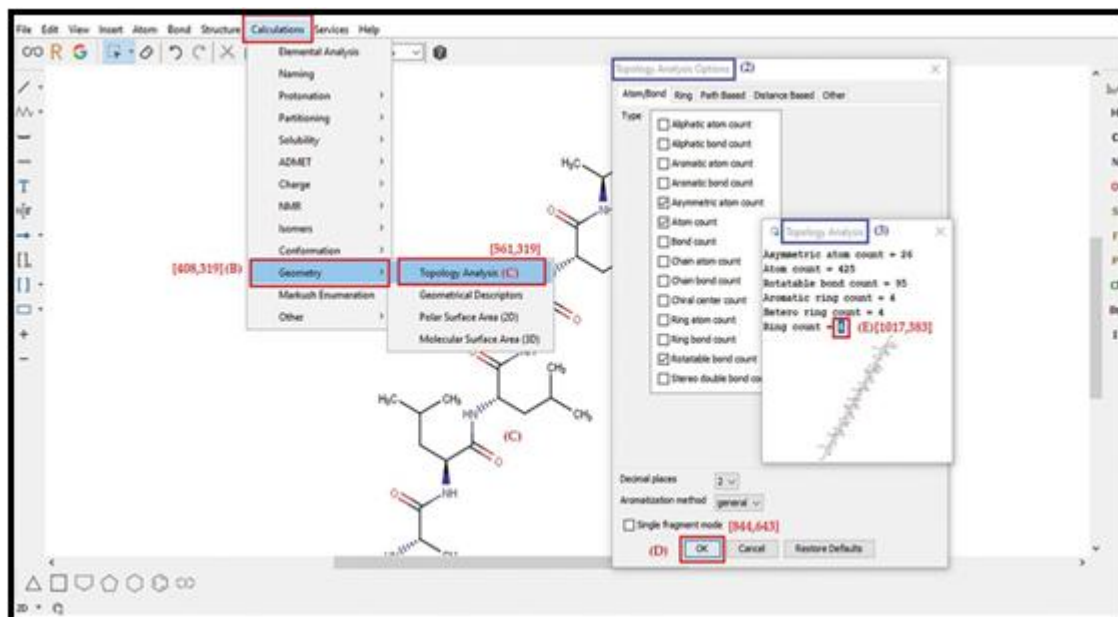 File Edit View Insert Atom Bond Structure Calculations Services Help
R G
Elemental Analysis
Naming
Protonation
Partitioning
Solubility
ADMET
Charge
NMR
Isomers
Conformation
[408,319] (B) Geometry
Markush Enumeration
Other
[561,319]
Topology Analysis (C)
Geometrical Descriptors
Polar Surface Area (2D)
Molecular Surface Area (3D)
Topology Analysis Options (2)
Atom/Bond Ring Path Based Distance Based Other
Type
Aliphatic atom count
Aliphatic bond count
Aromatic atom count
Aromatic bond count
Asymmetric atom count
Atom count
Bond count
Chain atom count
Chain bond count
Chiral center count
Ring atom count
Ring bond count
Rotatable bond count
Stereo double bond
Decimal places 2
Aromatization method general
Single fragment mode [844,643]
(D) OK Cancel Restore Defaults
Topology Analysis (3)
Asymmetric atom count = 26
Atom count = 425
Rotatable bond count = 95
Aromatic ring count = 4
Hetero ring count = 4
Ring count = (E) [1017,383]
H₃C
O
NH
CH₃
H₃C CH₃
HN
CH₃
(C)
O
O
NH
T
2D